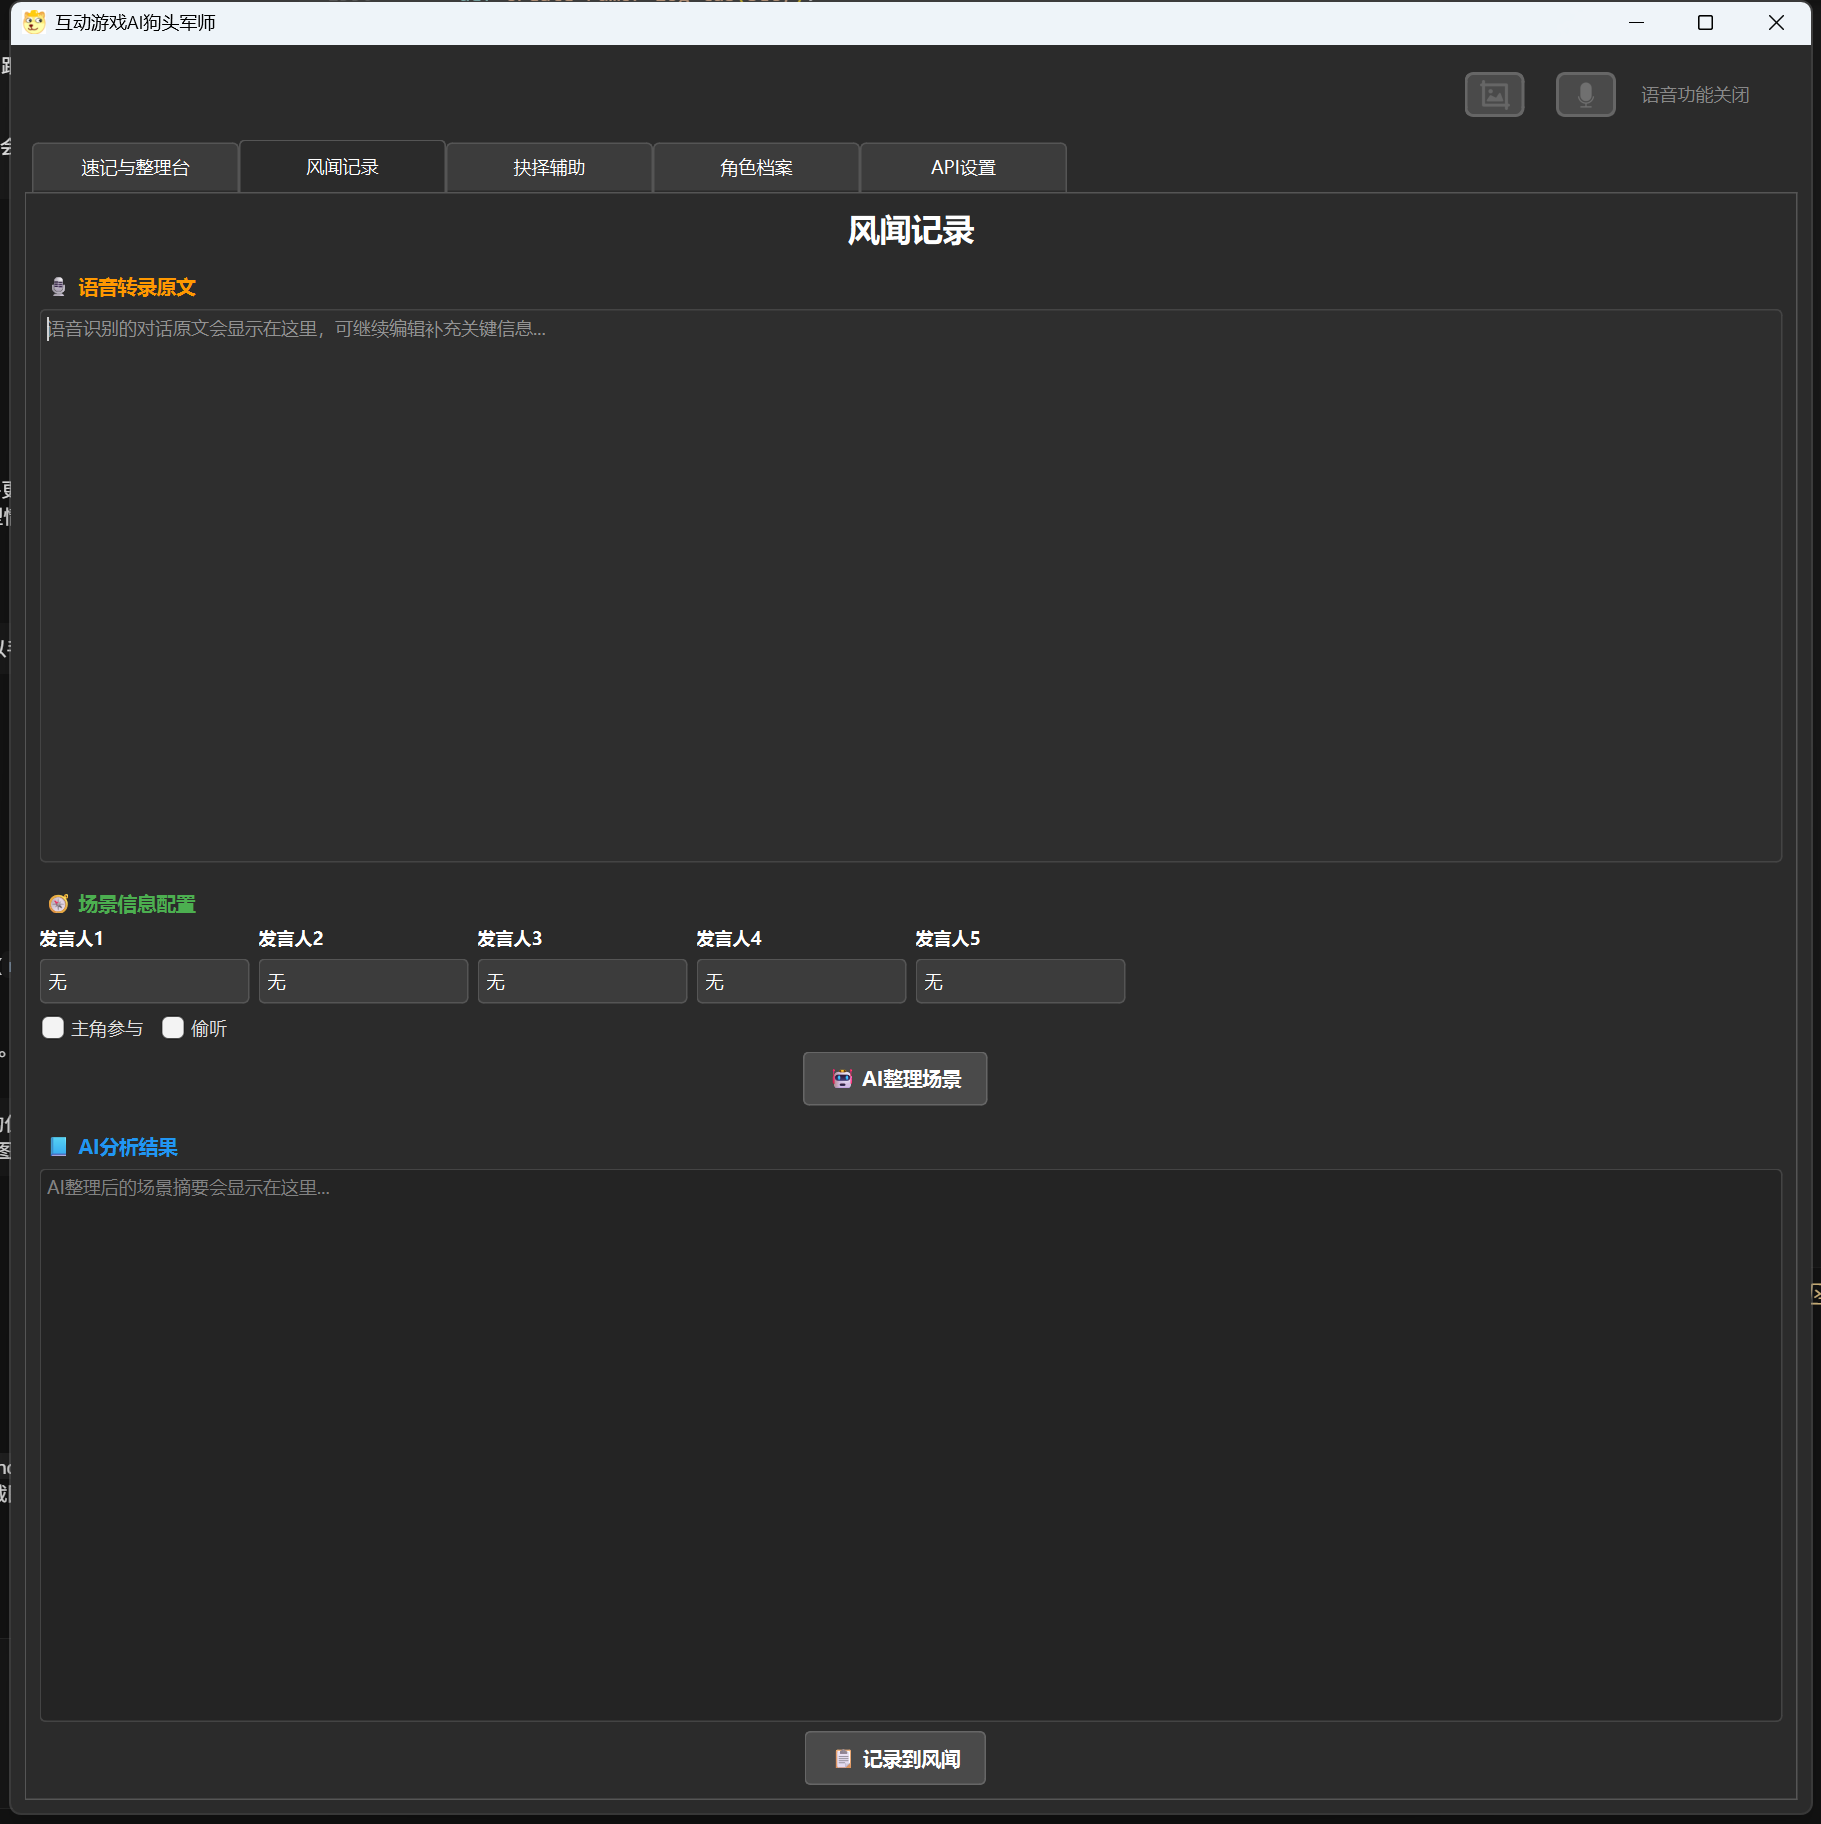 互动游戏AI狗头军师
语音功能关闭
速记与整理台
风闻记录
抉择辅助
角色档案
API设置
风闻记录
语音转录原文
语音识别的对话原文会显示在这里，可继续编辑补充关键信息...
场景信息配置
发言人1
发言人2
发言人3
发言人4
发言人5
无
无
无
无
无
主角参与
偷听
AI整理场景
AI分析结果
AI整理后的场景摘要会显示在这里...
记录到风闻